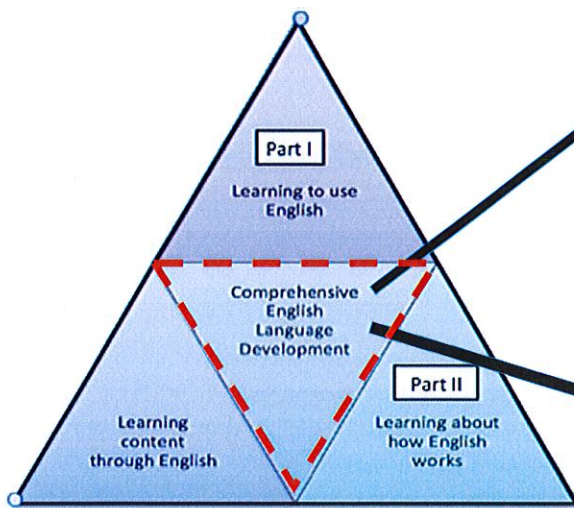 Part I
Learning to use
English
Comprehensive
English
Language
Development
Part II
Learning
content
through English
Learning about
how English
works